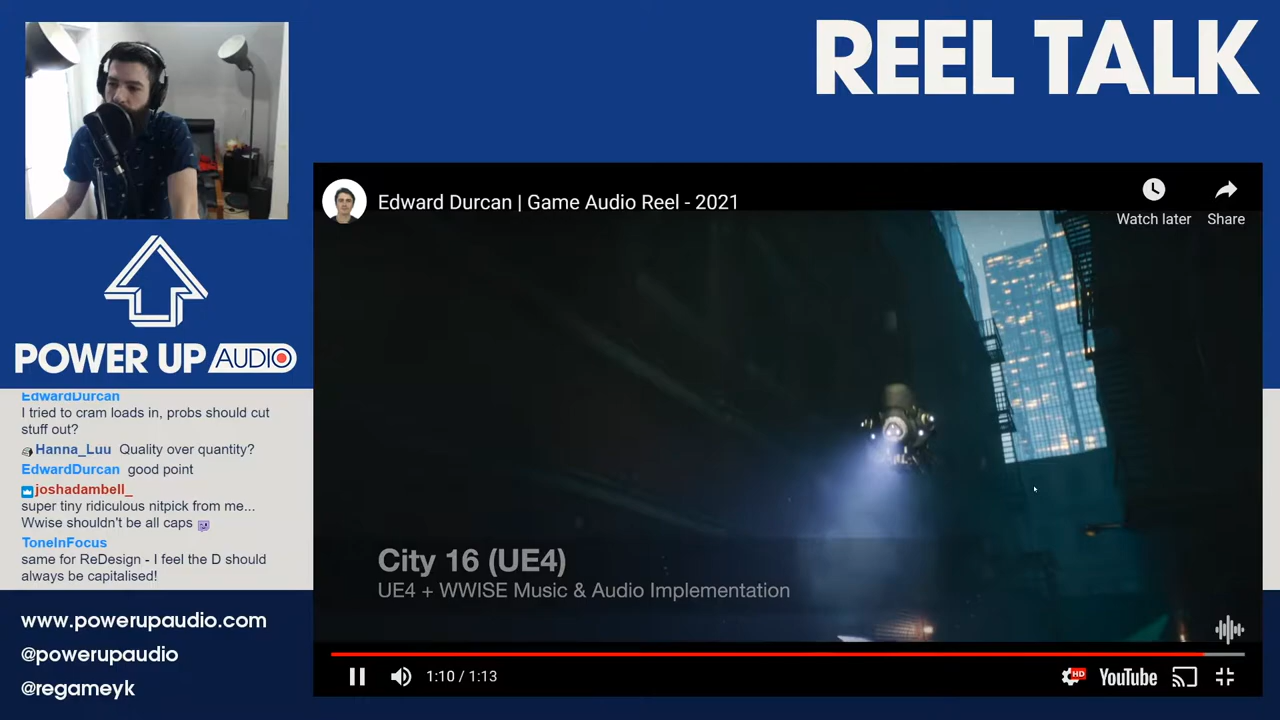 REEL TALK
Edward Durcan | Game Audio Reel - 2021
Watch later
Share
POWER UP AUDIO
EdwardDurcan
I tried to cram loads in, probs should cut
stuff out?
Hanna_Luu Quality over quantity?
EdwardDurcan good point
joshadambell_
super tiny ridiculous nitpick from me...
Wwise shouldn't be all caps
ToneInFocus
same for ReDesign - I feel the D should
always be capitalised!
www.powerupaudio.com
@powerupaudio
@regameyk
City 16 (UE4)
UE4 + WWISE Music & Audio Implementation
1:10 / 1:13
HD
YouTube